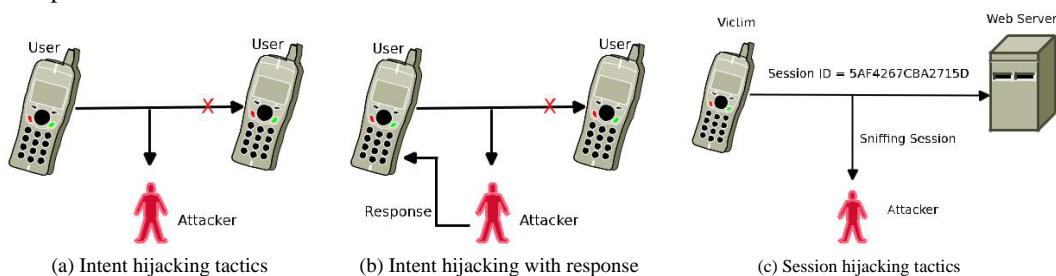 User
User
Attacker
(a) Intent hijacking tactics
User
User
Response
Attacker
(b) Intent hijacking with response
Victim
Web Server
Session ID = 5AF4267CBA2715D
Sniffing Session
Attacker
(c) Session hijacking tactics